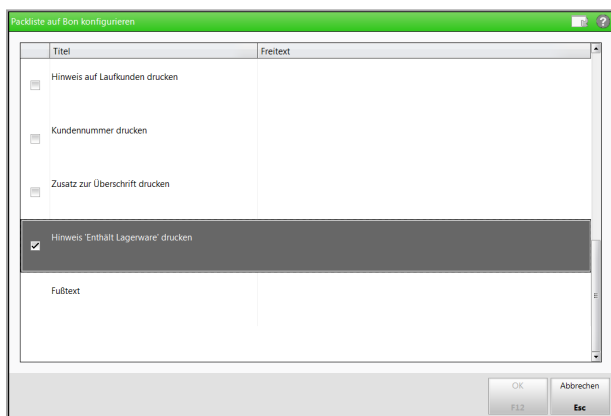 Packliste auf Bon konfigurieren
Titel Freitext
Hinweis auf Laufkunden drucken
Kundennummer drucken
Zusatz zur Überschrift drucken
Hinweis 'Enthält Lagerware' drucken
Fußtext
OK Abbrechen
F12 Esc